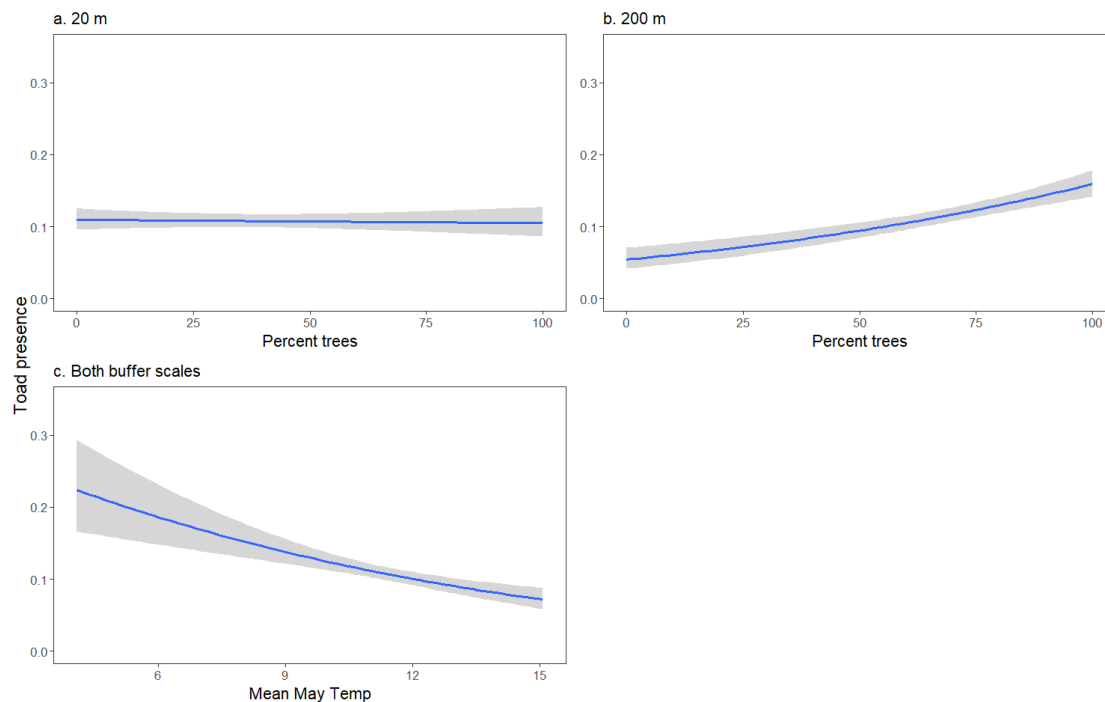 a. 20 m
b. 200 m
0.3
0.2
0.1
0.0
0 25 50 75 100
Percent trees
0.3
0.2
0.1
0.0
0 25 50 75 100
Percent trees
Toad presence
c. Both buffer scales
0.3
0.2
0.1
0.0
6 9 12 15
Mean May Temp